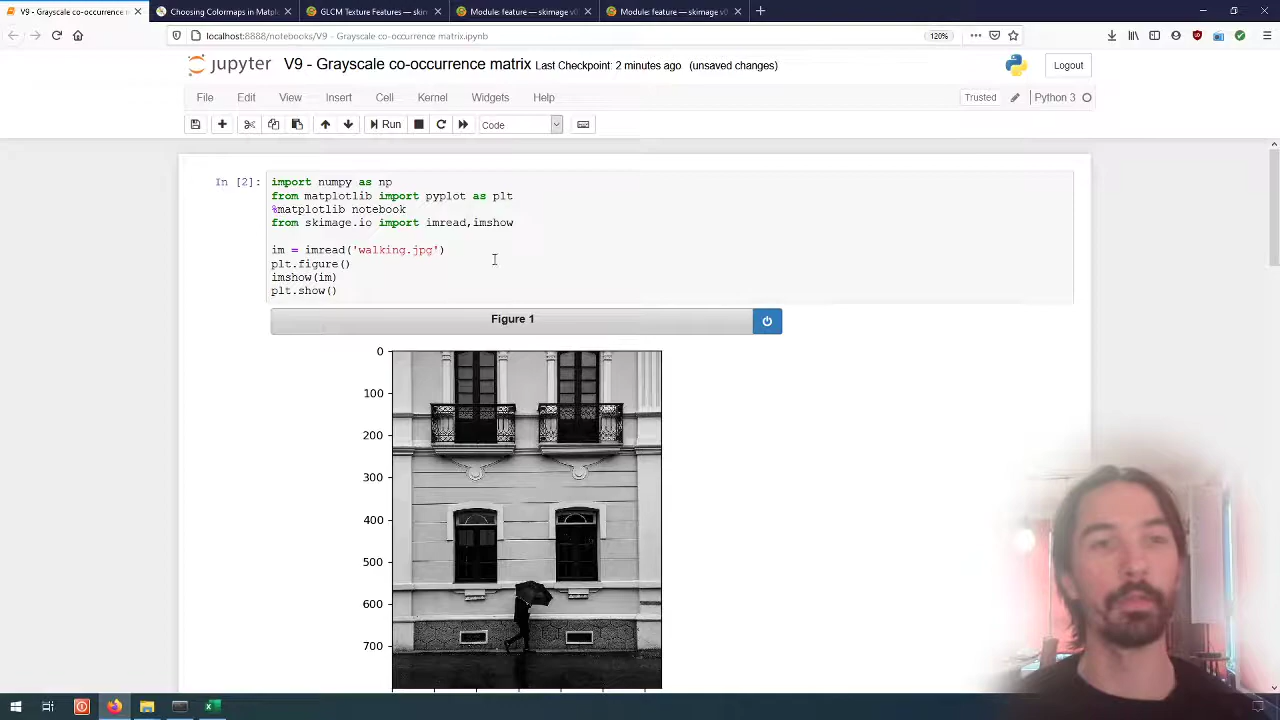 V9 - Grayscale co-occurrence m
Choosing Colormaps in Matpl
GLCM Texture Features — skim
Module: feature — skimage v0
Module: feature — skimage v0
localhost:8888/notebooks/V9 - Grayscale co-occurrence matrix.ipynb
120%
jupyter
V9 - Grayscale co-occurrence matrix
Last Checkpoint: 2 minutes ago (unsaved changes)
Logout
File Edit View Insert Cell Kernel Widgets Help
Trusted
Python 3
Run
Code
In [2]:
import numpy as np
from matplotlib import pyplot as plt
%matplotlib notebook
from skimage.io import imread,imshow
im = imread('walking.jpg')
plt.figure()
imshow(im)
plt.show()
Figure 1
0
100
200
300
400
500
600
700